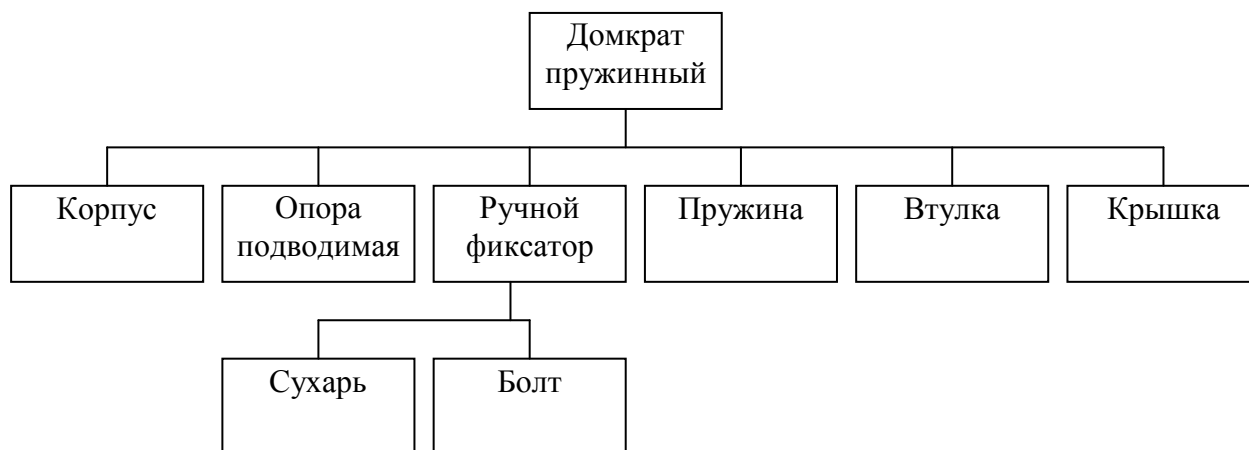 Домкрат
пружинный
Корпус
Опора
подводимая
Ручной
фиксатор
Пружина
Втулка
Крышка
Сухарь
Болт